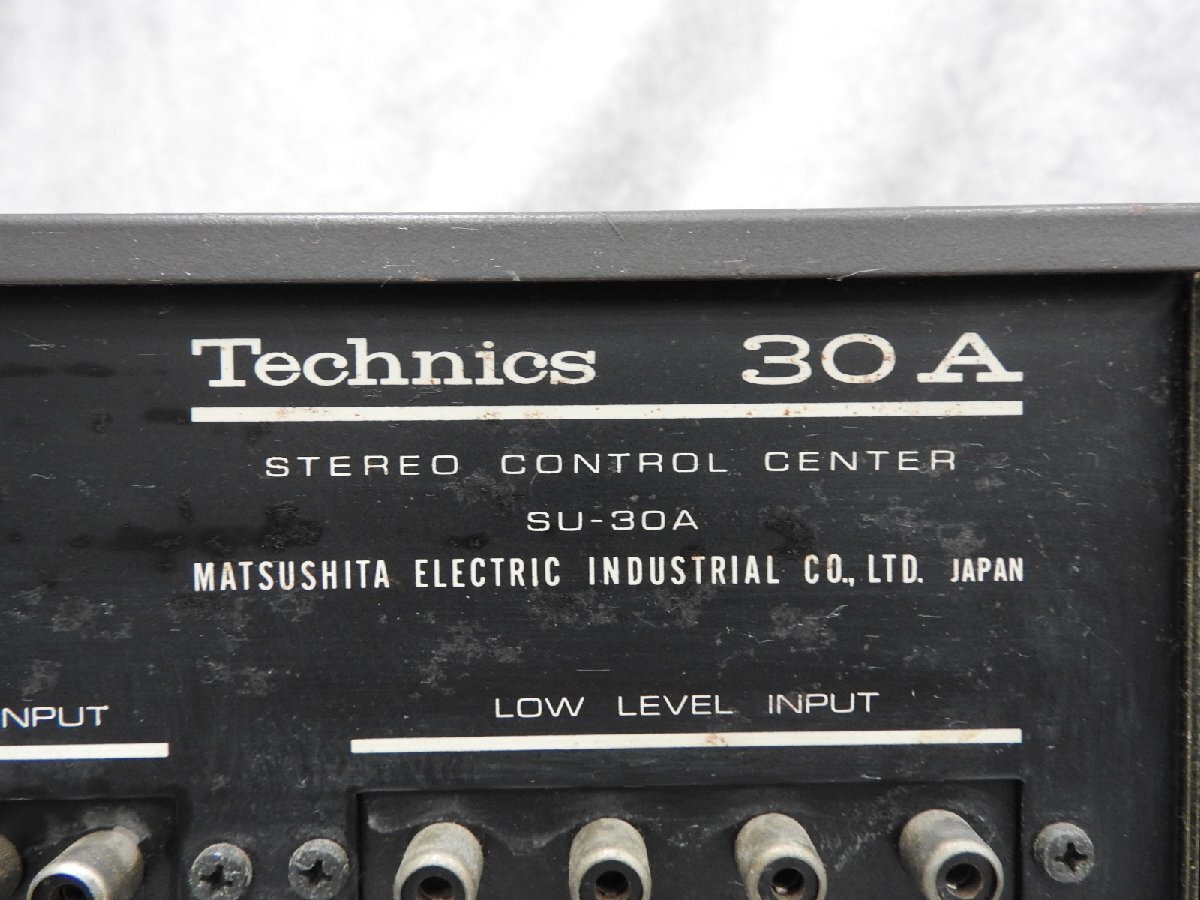 Technics 30A
STEREO CONTROL CENTER
SU-30A
MATSUSHITA ELECTRIC INDUSTRIAL CO., LTD. JAPAN
NPUT
LOW LEVEL INPUT